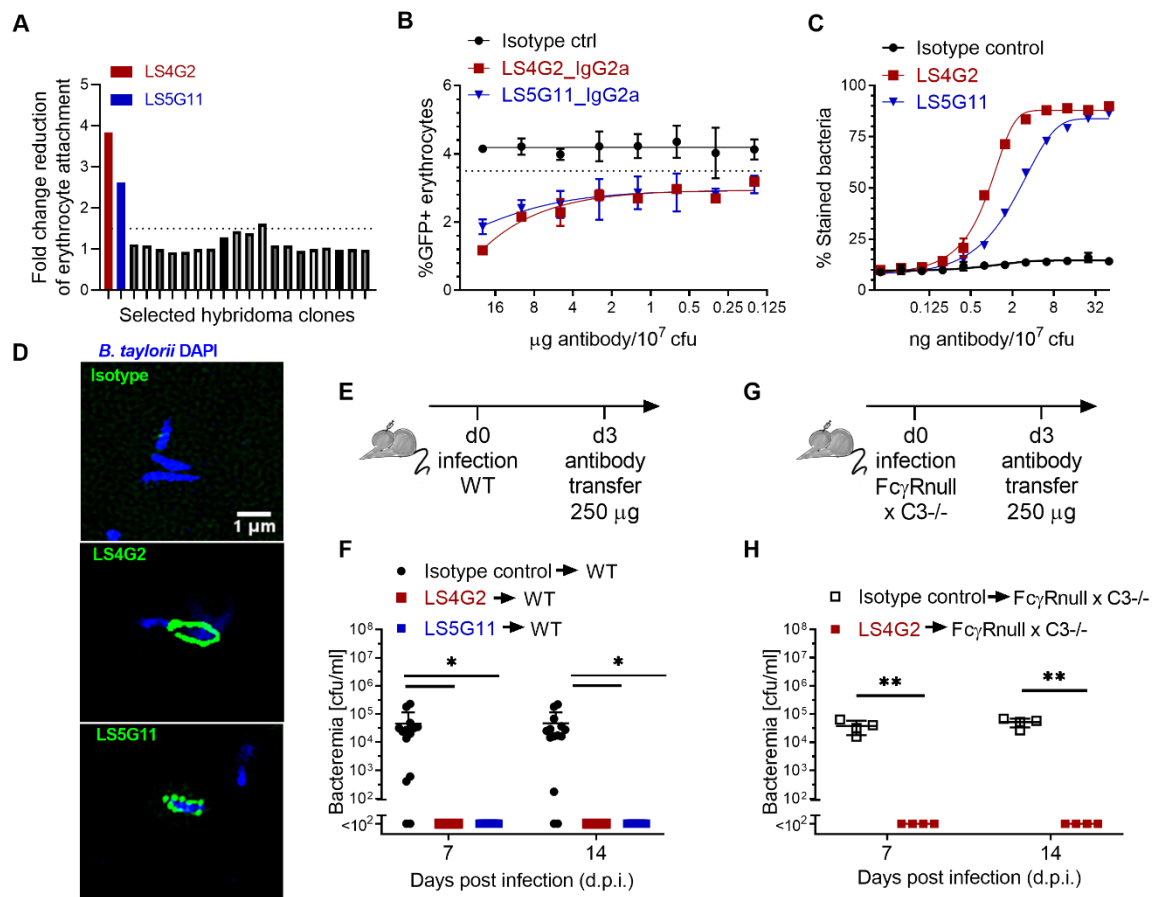 A
LS4G2
LS5G11
Fold change reduction
of erythrocyte attachment
5
4
3
2
1
0
Selected hybridoma clones
B
Isotype ctrl
LS4G2_IgG2a
LS5G11_IgG2a
%GFP+ erythrocytes
6
4
2
0
16 8 4 2 1 0.5 0.25 0.125
μg antibody/10⁷ cfu
C
Isotype control
LS4G2
LS5G11
% Stained bacteria
100
75
50
25
0
0.125 0.5 2 8 32
ng antibody/10⁷ cfu
D
B. taylorii DAPI
Isotype
1 μm
LS4G2
LS5G11
E
d0 d3
infection antibody
WT transfer
250 μg
F
Isotype control → WT
LS4G2 → WT
LS5G11 → WT
Bacteremia [cfu/ml]
10⁸
10⁷
10⁶
10⁵
10⁴
10³
10²
<10²
* *
7 14
Days post infection (d.p.i.)
G
d0 d3
infection antibody
FcγRnull transfer
x C3-/- 250 μg
H
Isotype control → FcγRnull x C3-/-
LS4G2 → FcγRnull x C3-/-
Bacteremia [cfu/ml]
10⁸
10⁷
10⁶
10⁵
10⁴
10³
10²
<10²
** **
7 14
Days post infection (d.p.i.)